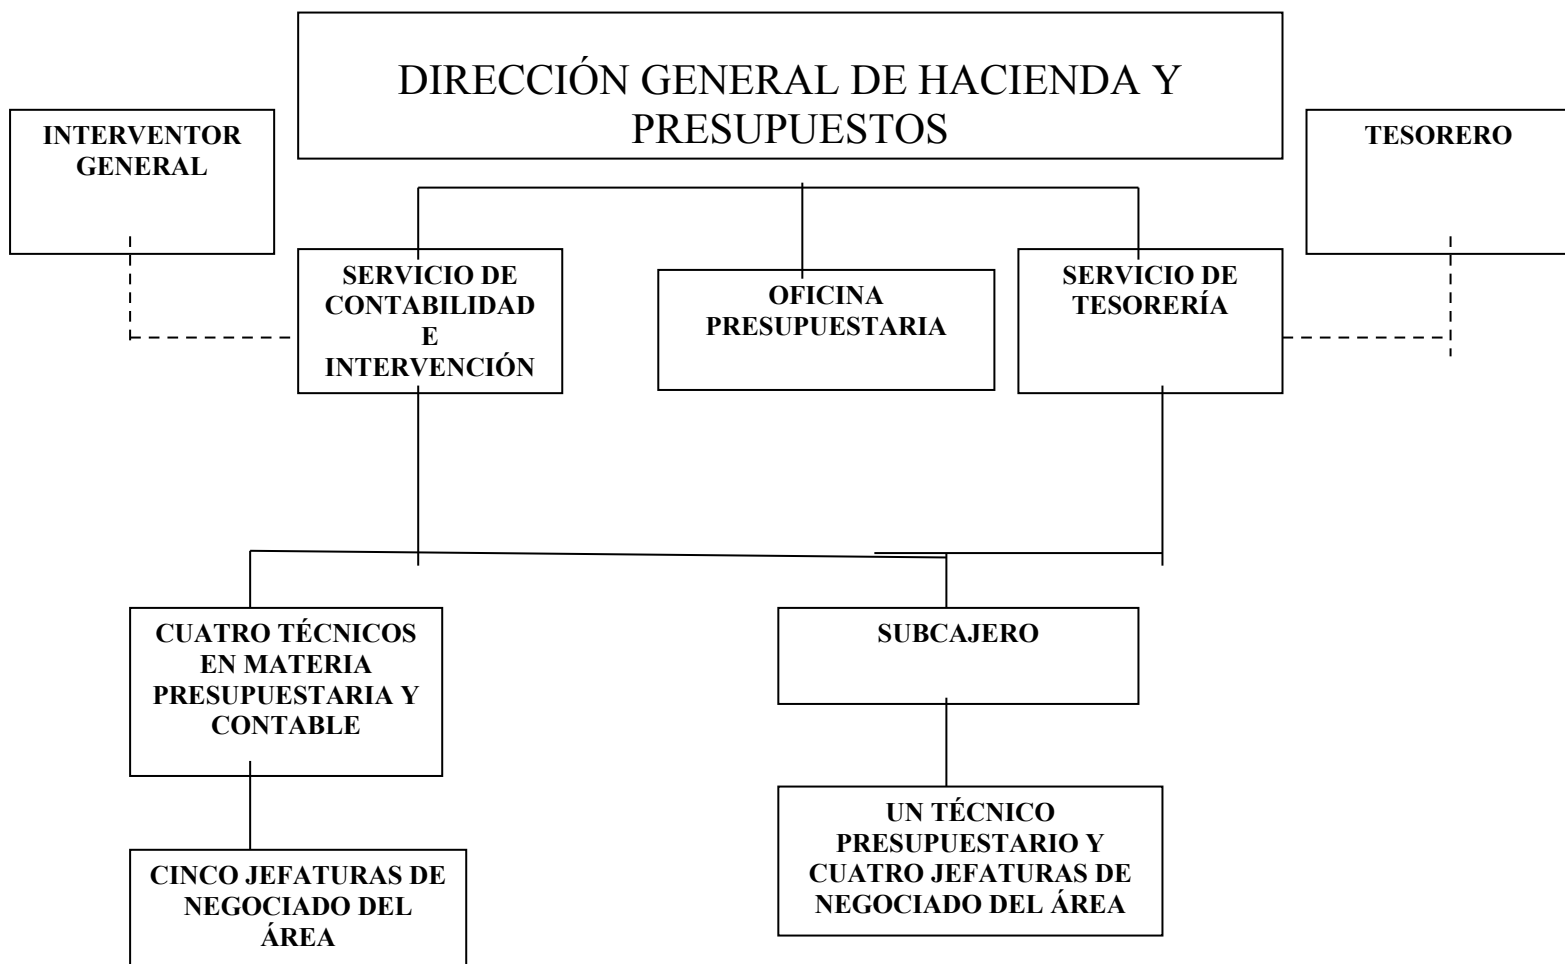 DIRECCIÓN GENERAL DE HACIENDA Y
PRESUPUESTOS
INTERVENTOR
GENERAL
TESORERO
SERVICIO DE
CONTABILIDAD
E
INTERVENCIÓN
OFICINA
PRESUPUESTARIA
SERVICIO DE
TESORERÍA
CUATRO TÉCNICOS
EN MATERIA
PRESUPUESTARIA Y
CONTABLE
SUBCAJERO
CINCO JEFATURAS DE
NEGOCIADO DEL
ÁREA
UN TÉCNICO
PRESUPUESTARIO Y
CUATRO JEFATURAS DE
NEGOCIADO DEL ÁREA